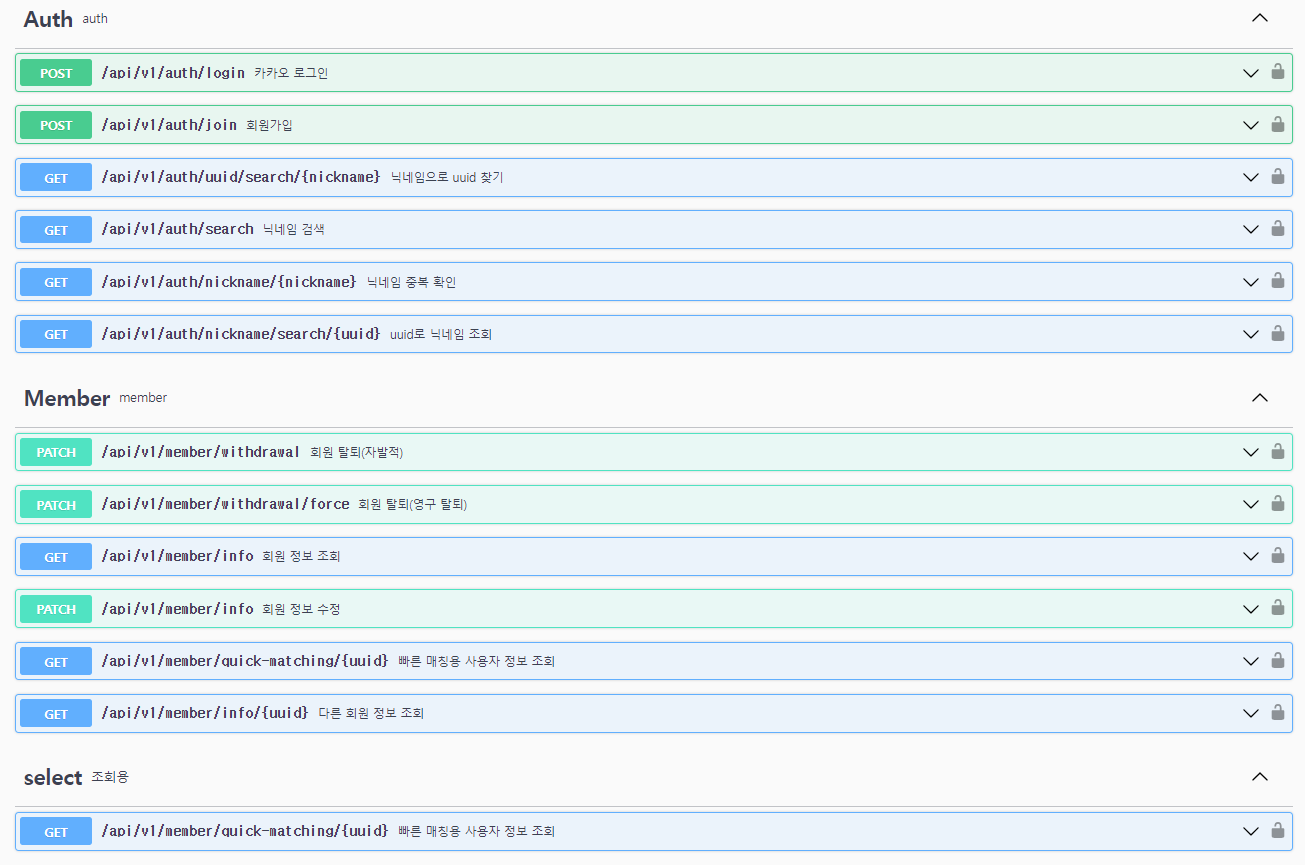 Auth auth
POST /api/v1/auth/login 카카오 로그인
POST /api/v1/auth/join 회원가입
GET /api/v1/auth/uuid/search/{nickname} 닉네임으로 uuid 찾기
GET /api/v1/auth/search 닉네임 검색
GET /api/v1/auth/nickname/{nickname} 닉네임 중복 확인
GET /api/v1/auth/nickname/search/{uuid} uuid로 닉네임 조회
Member member
PATCH /api/v1/member/withdrawal 회원 탈퇴(자발적)
PATCH /api/v1/member/withdrawal/force 회원 탈퇴(영구 탈퇴)
GET /api/v1/member/info 회원 정보 조회
PATCH /api/v1/member/info 회원 정보 수정
GET /api/v1/member/quick-matching/{uuid} 빠른 매칭용 사용자 정보 조회
GET /api/v1/member/info/{uuid} 다른 회원 정보 조회
select 조회용
GET /api/v1/member/quick-matching/{uuid} 빠른 매칭용 사용자 정보 조회